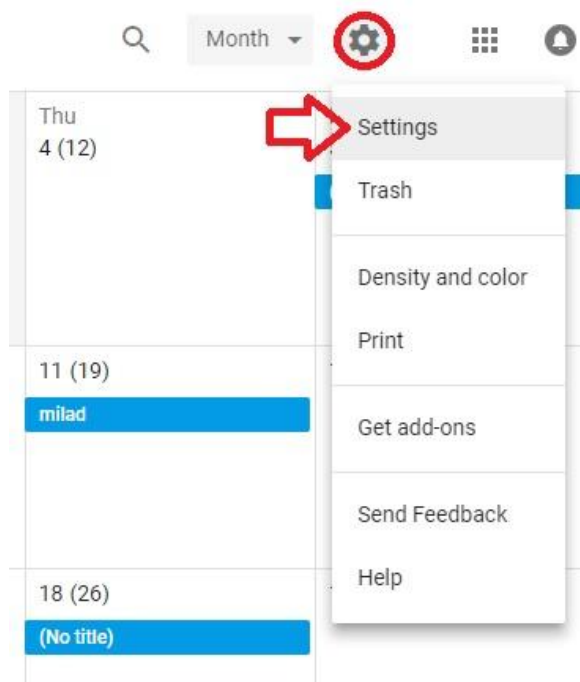 Month
Thu
4 (12)
Settings
Trash
Density and color
Print
11 (19)
milad
Get add-ons
Send Feedback
Help
18 (26)
(No title)